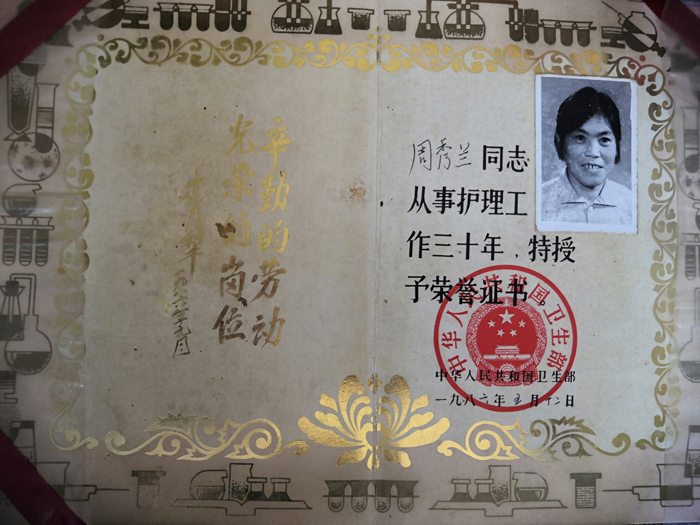 辛勤的劳动
光荣的岗位
周秀兰同志
从事护理工
作三十年，特授
予荣誉证书。
中华人民共和国卫生部
中华人民共和国卫生部
一九八六年五月十二日